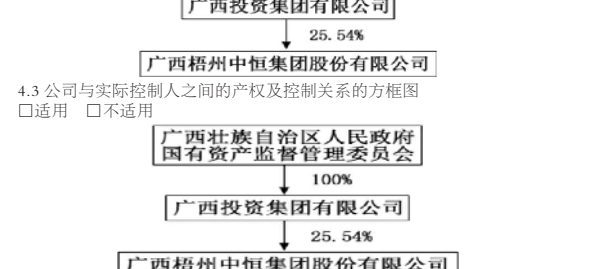 广西投资集团有限公司
25.54%
广西梧州中恒集团股份有限公司
4.3 公司与实际控制人之间的产权及控制关系的方框图
□适用 □不适用
广西壮族自治区人民政府
国有资产监督管理委员会
100%
广西投资集团有限公司
25.54%
广西梧州中恒集团股份有限公司